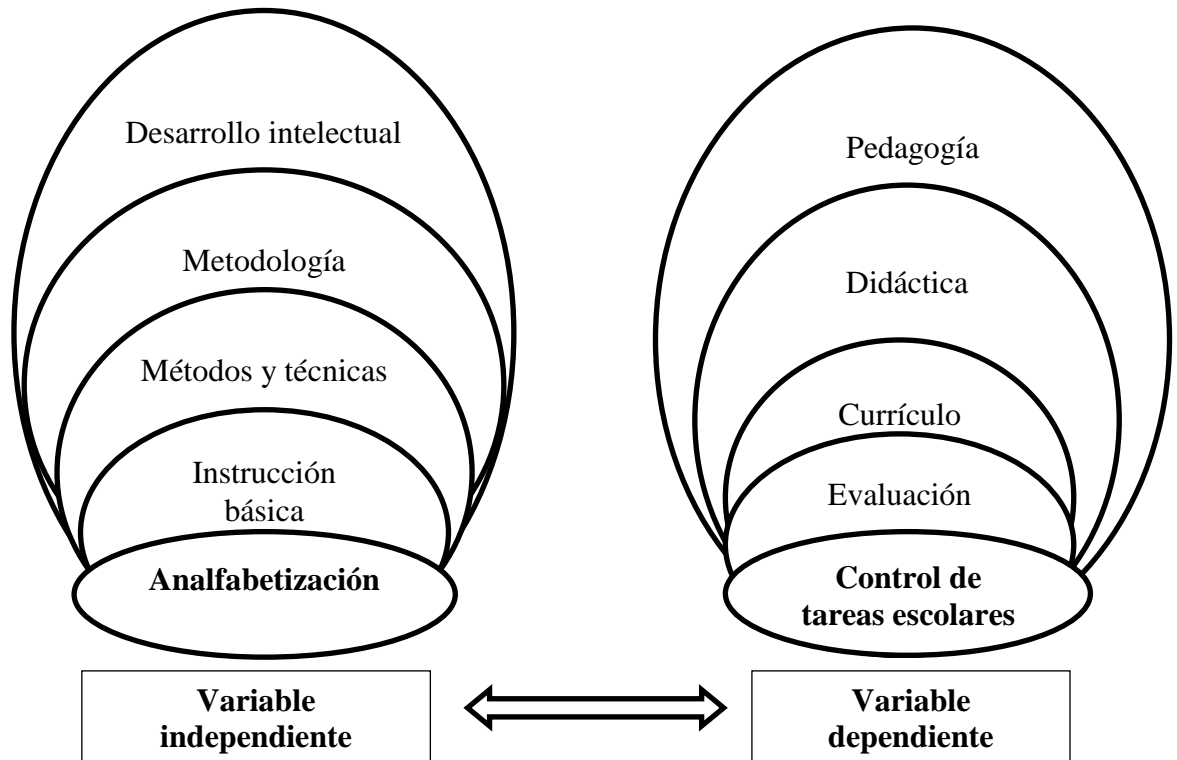 Desarrollo intelectual
Metodología
Métodos y técnicas
Instrucción
básica
Analfabetización
Variable
independiente
Pedagogía
Didáctica
Currículo
Evaluación
Control de
tareas escolares
Variable
dependiente